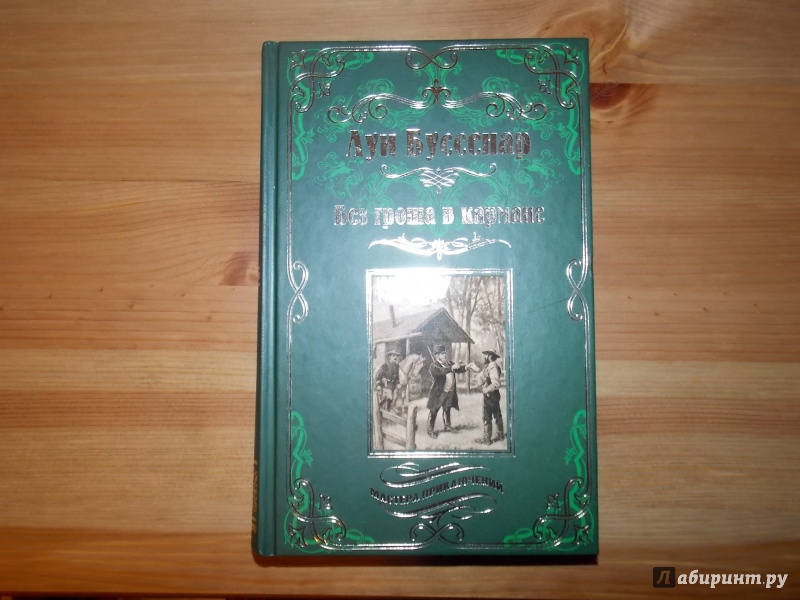 Луи Буссенар
Без гроша в кармане
МАСТЕРА ПРИКЛЮЧЕНИЙ
Лабиринт.ру